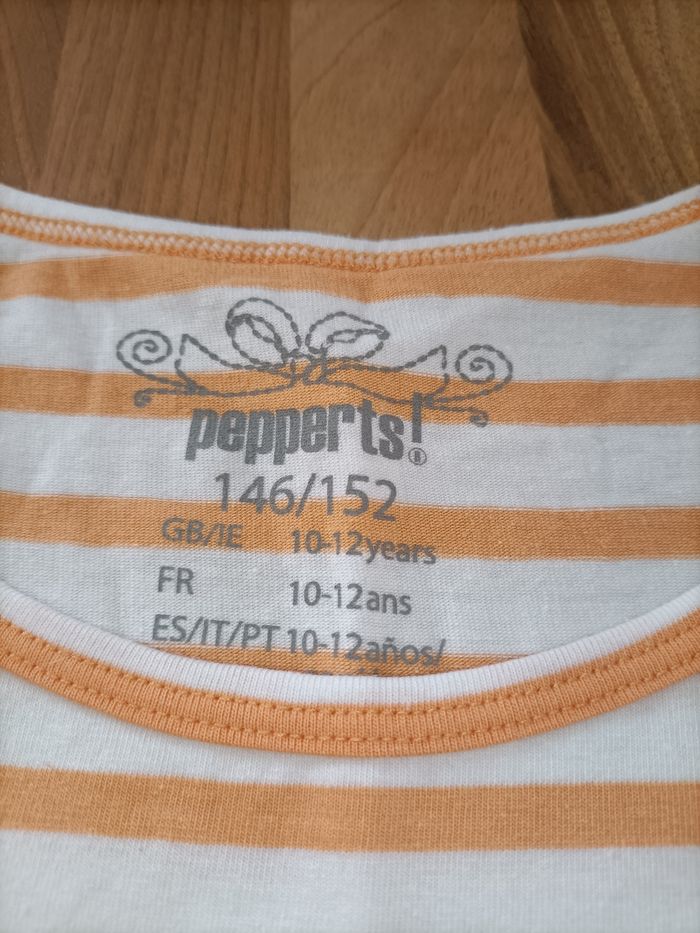 pepperts!®
146/152
GB/IE 10-12years
FR 10-12ans
ES/IT/PT 10-12años/